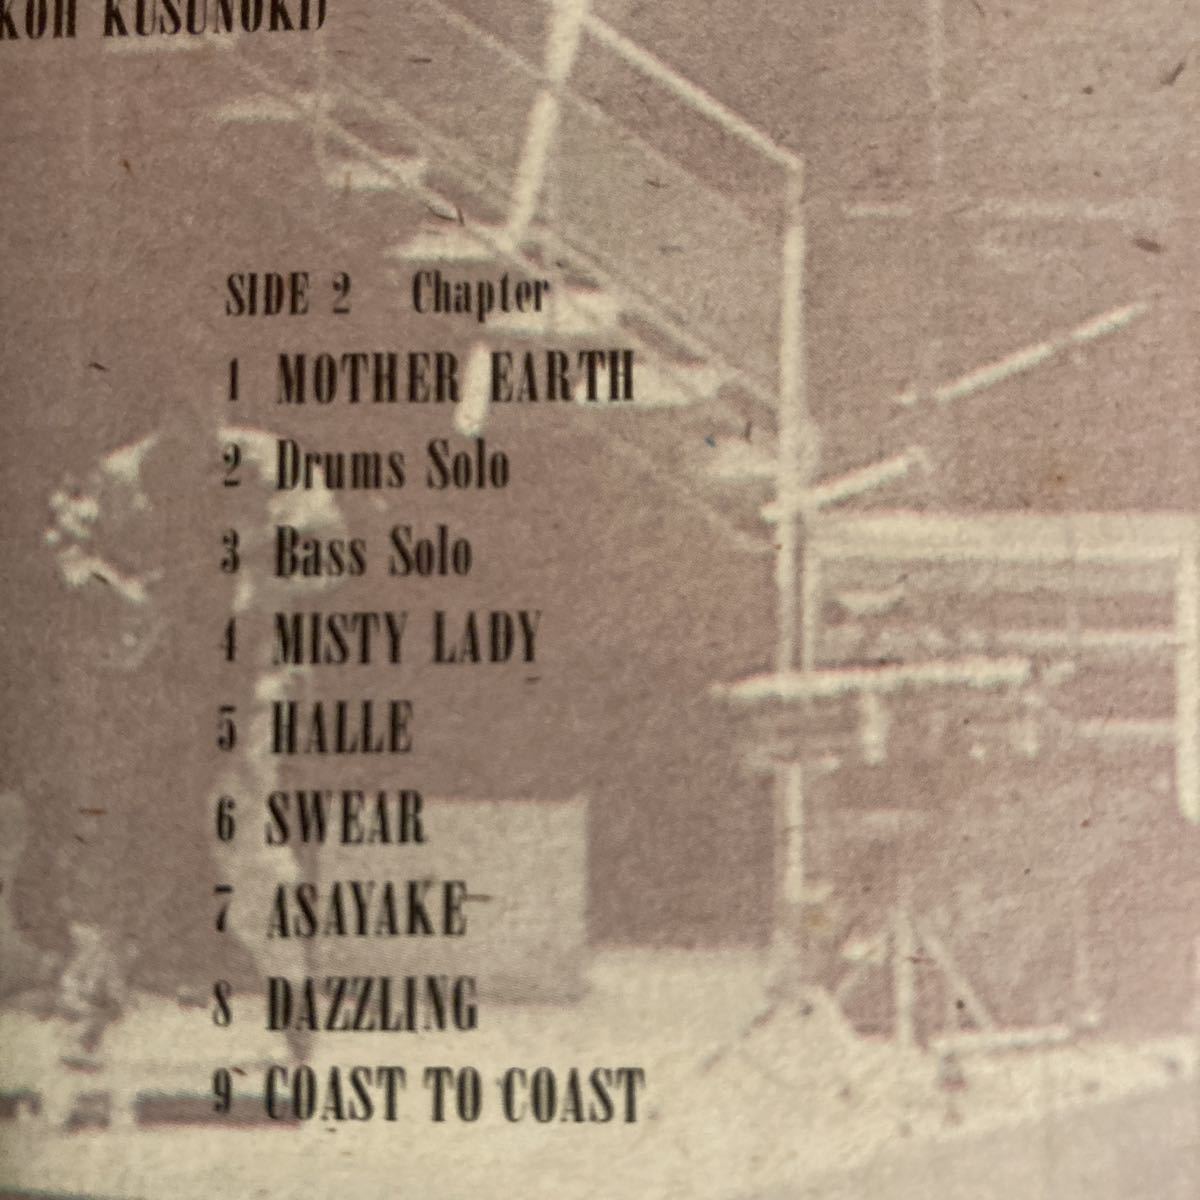 KOH KUSUNOKI)
SIDE 2 Chapter
1 MOTHER EARTH
2 Drums Solo
3 Bass Solo
4 MISTY LADY
5 HALLE
6 SWEAR
7 ASAYAKE
8 DAZZLING
9 COAST TO COAST